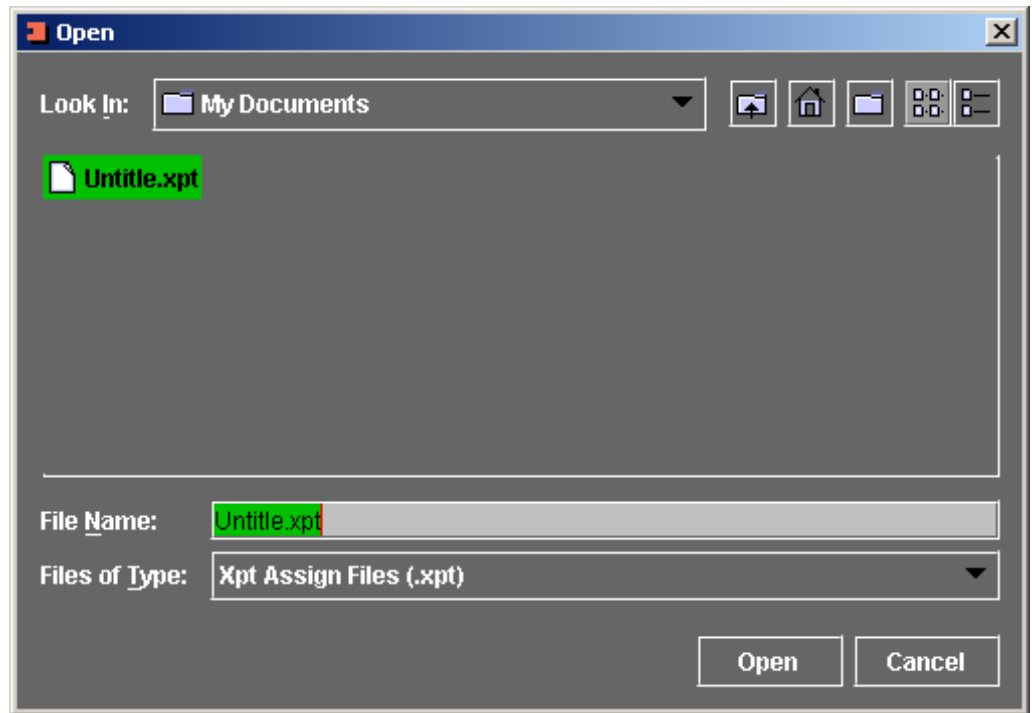 Open
Look In: My Documents
Untitle.xpt
File Name: Untitle.xpt
Files of Type: Xpt Assign Files (.xpt)
Open Cancel